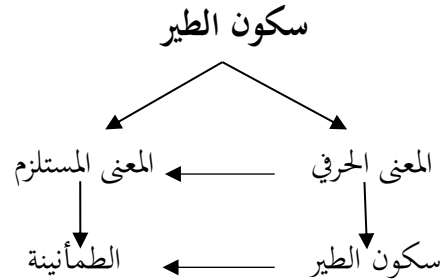 سكون الطير
المعنى الحرفي
المعنى المستلزم
سكون الطير
الطمأنينة